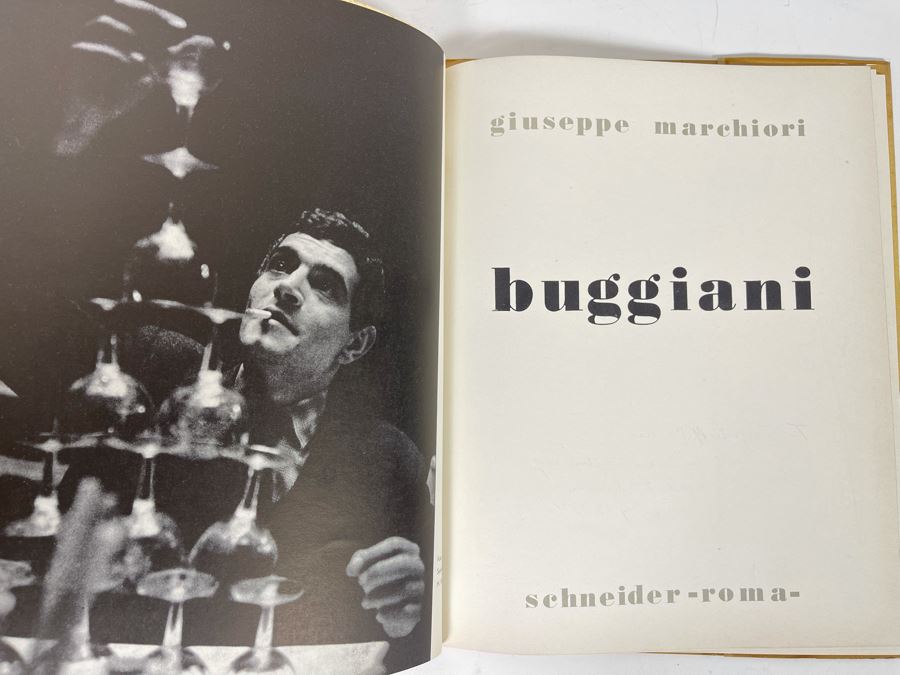 giuseppe marchiori
buggiani
schneider-roma-